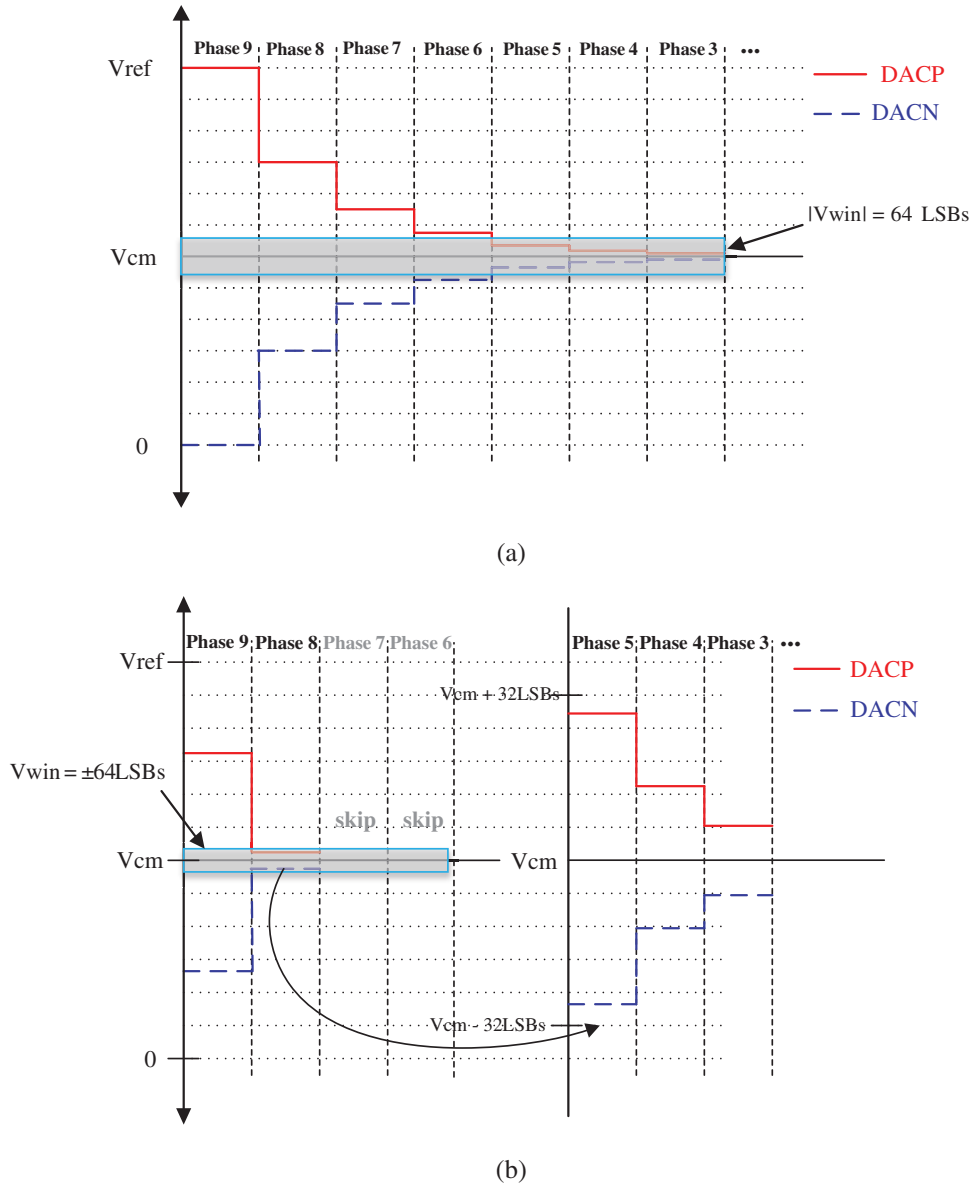 Phase 9 Phase 8 Phase 7 Phase 6 Phase 5 Phase 4 Phase 3 •••
Vref
DACP
DACN
|Vwin| = 64 LSBs
Vcm
0
(a)
Phase 9 Phase 8 Phase 7 Phase 6 Phase 5 Phase 4 Phase 3 •••
Vref
DACP
Vcm + 32LSBs
DACN
Vwin = ±64LSBs
skip skip
Vcm
Vcm
Vcm - 32LSBs
0
(b)